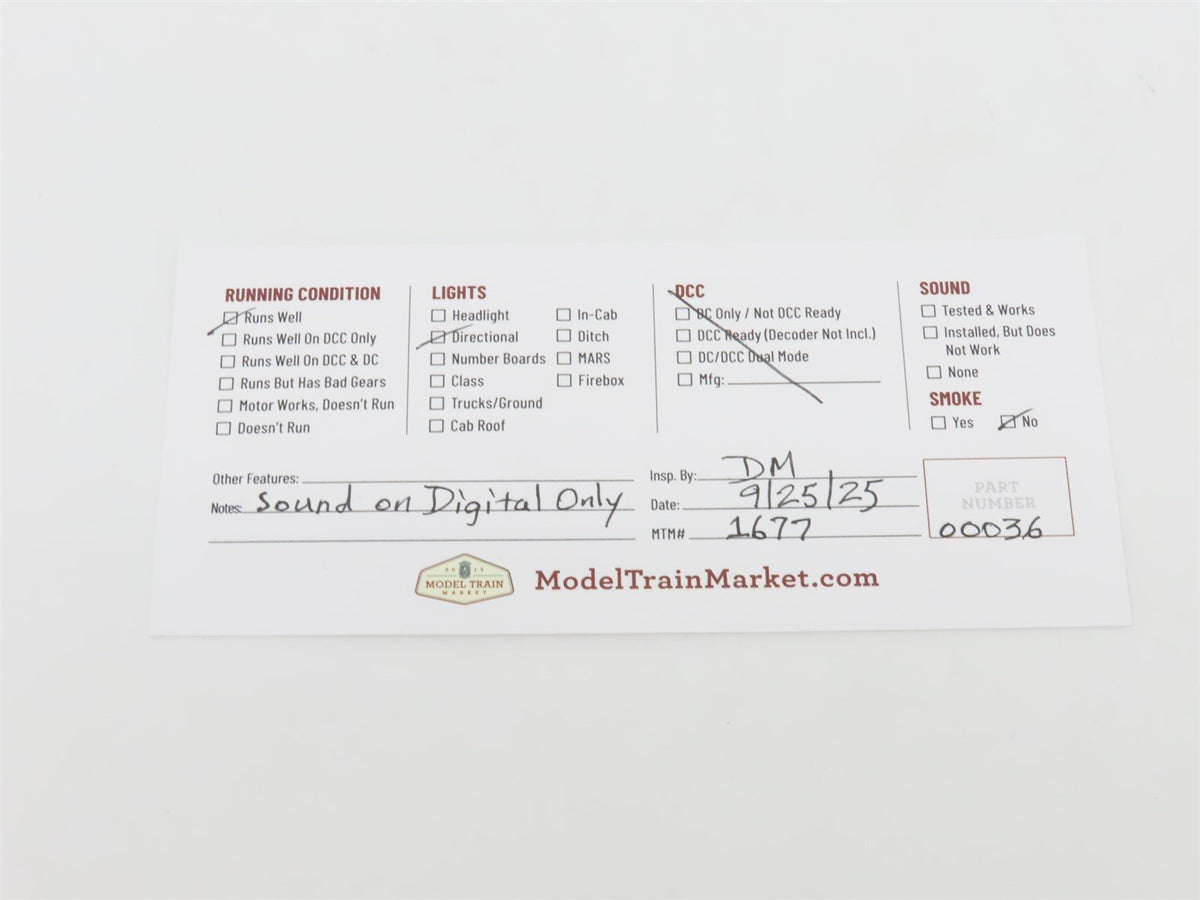 RUNNING CONDITION
Runs Well
Runs Well On DCC Only
Runs Well On DCC & DC
Runs But Has Bad Gears
Motor Works, Doesn't Run
Doesn't Run
LIGHTS
Headlight
Directional
Number Boards
Class
Trucks/Ground
Cab Roof
In-Cab
Ditch
MARS
Firebox
DCC
DC Only / Not DCC Ready
DCC Ready (Decoder Not Incl.)
DC/DCC Dual Mode
Mfg:
SOUND
Tested & Works
Installed, But Does
Not Work
None
SMOKE
Yes No
Other Features:
Notes: Sound on Digital Only
Insp. By: DM
Date: 9/25/25
MTM# 1677
PART
NUMBER
00036
20 15
MODEL TRAIN
MARKET
ModelTrainMarket.com